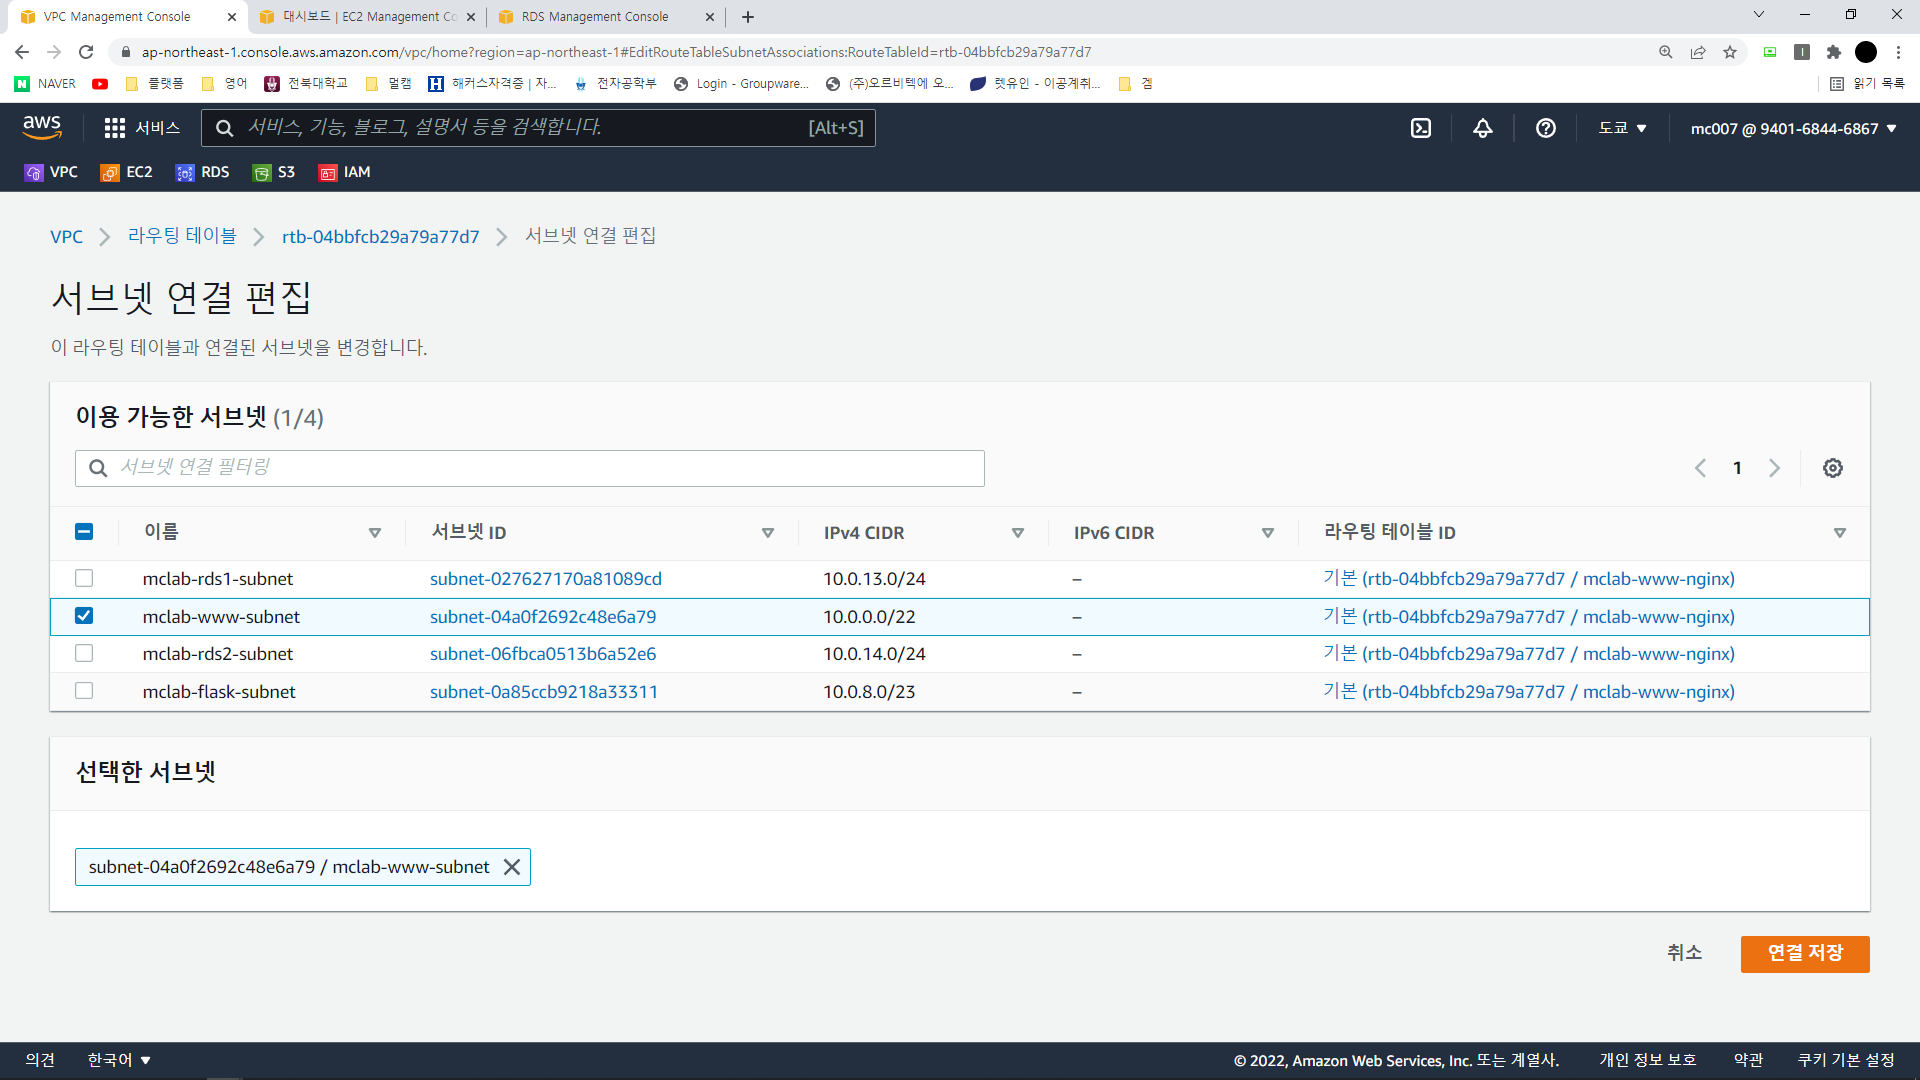 VPC Management Console
대시보드 | EC2 Management Co
RDS Management Console
ap-northeast-1.console.aws.amazon.com/vpc/home?region=ap-northeast-1#EditRouteTableSubnetAssociations:RouteTableId=rtb-04bbfcb29a79a77d7
NAVER
플랫폼
영어
전북대학교
멀캠
해커스자격증 | 자...
전자공학부
Login - Groupware...
(주)오르비텍에 오...
렛유인 - 이공계취...
겜
읽기 목록
aws
서비스
서비스, 기능, 블로그, 설명서 등을 검색합니다.
[Alt+S]
도쿄
mc007 @ 9401-6844-6867
VPC
EC2
RDS
S3
IAM
VPC
라우팅 테이블
rtb-04bbfcb29a79a77d7
서브넷 연결 편집
서브넷 연결 편집
이 라우팅 테이블과 연결된 서브넷을 변경합니다.
이용 가능한 서브넷 (1/4)
서브넷 연결 필터링
1
이름 서브넷 ID IPv4 CIDR IPv6 CIDR 라우팅 테이블 ID
mclab-rds1-subnet subnet-027627170a81089cd 10.0.13.0/24 – 기본 (rtb-04bbfcb29a79a77d7 / mclab-www-nginx)
mclab-www-subnet subnet-04a0f2692c48e6a79 10.0.0.0/22 – 기본 (rtb-04bbfcb29a79a77d7 / mclab-www-nginx)
mclab-rds2-subnet subnet-06fbca0513b6a52e6 10.0.14.0/24 – 기본 (rtb-04bbfcb29a79a77d7 / mclab-www-nginx)
mclab-flask-subnet subnet-0a85ccb9218a33311 10.0.8.0/23 – 기본 (rtb-04bbfcb29a79a77d7 / mclab-www-nginx)
선택한 서브넷
subnet-04a0f2692c48e6a79 / mclab-www-subnet
취소
연결 저장
의견
한국어
© 2022, Amazon Web Services, Inc. 또는 계열사.
개인 정보 보호
약관
쿠키 기본 설정